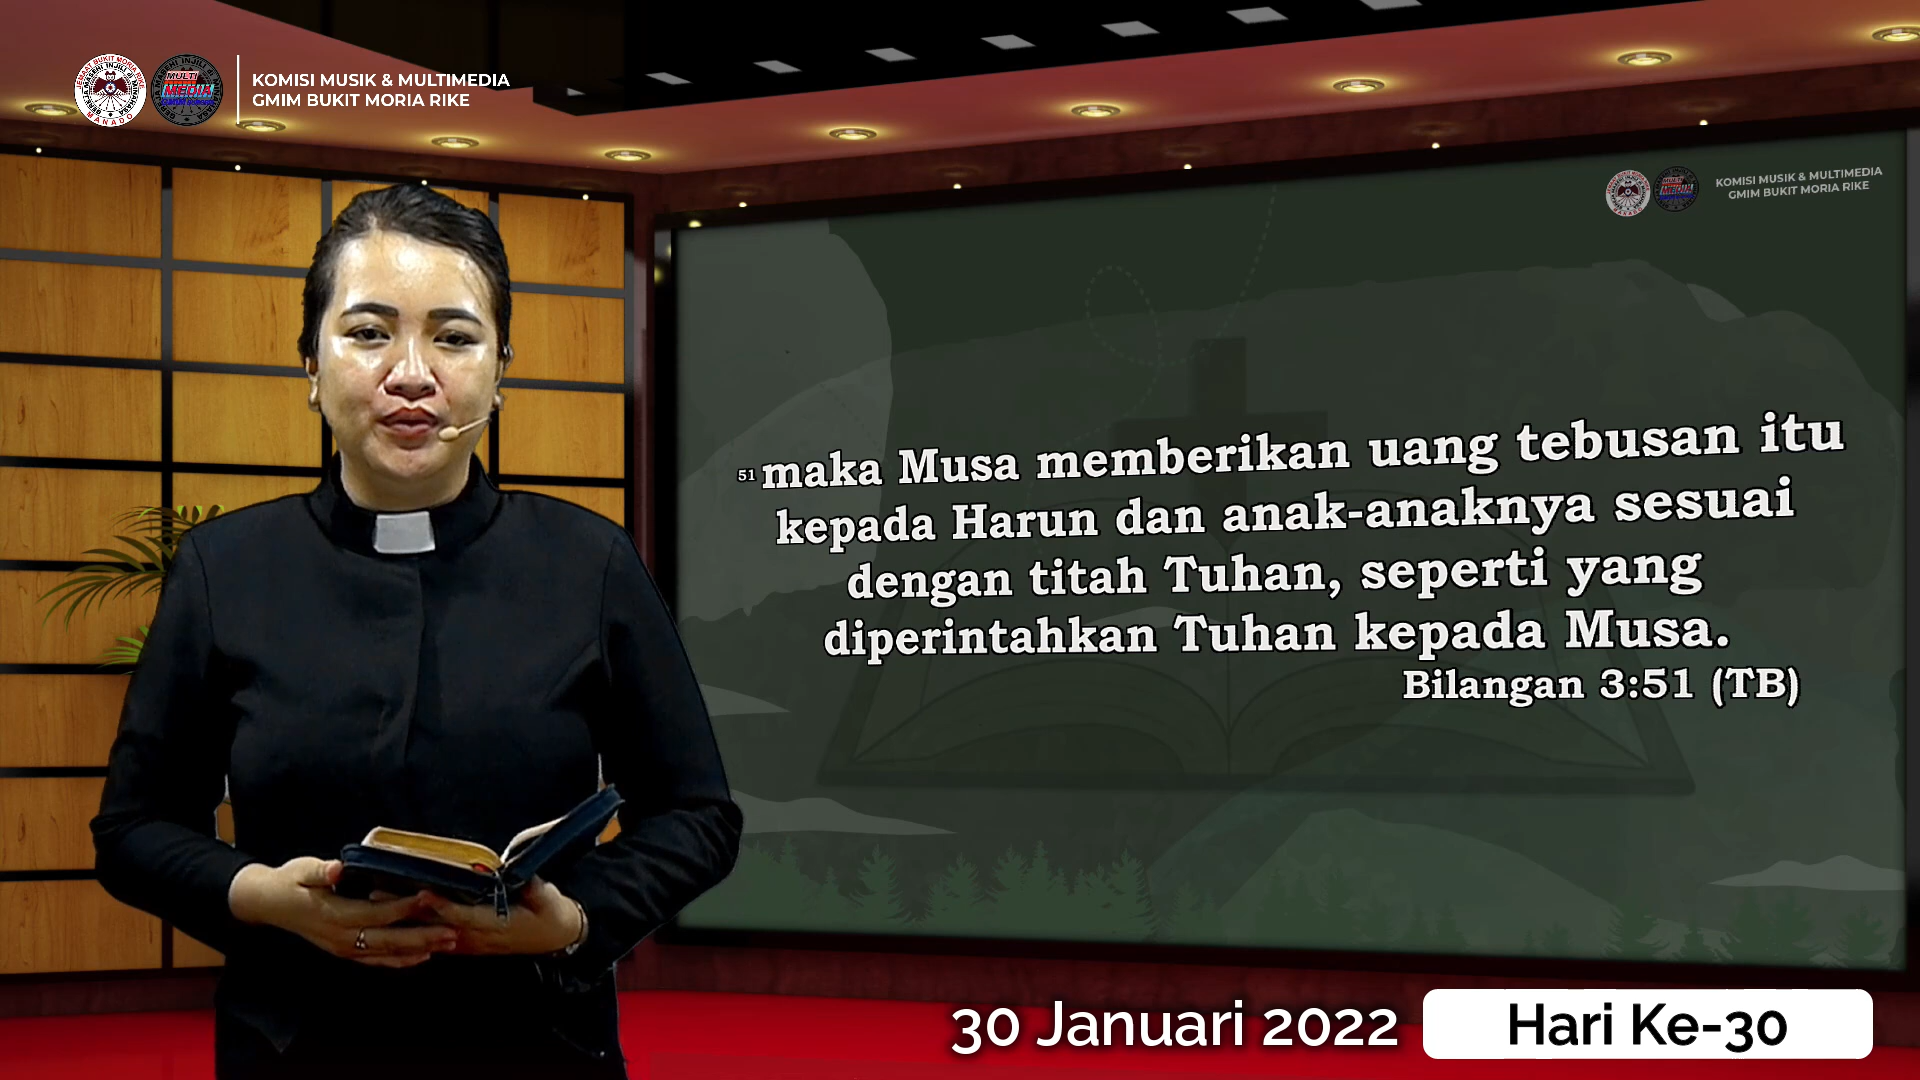 KOMISI MUSIK & MULTIMEDIA
GMIM BUKIT MORIA RIKE
KOMISI MUSIK & MULTIMEDIA
GMIM BUKIT MORIA RIKE
51 maka Musa memberikan uang tebusan itu
kepada Harun dan anak-anaknya sesuai
dengan titah Tuhan, seperti yang
diperintahkan Tuhan kepada Musa.
Bilangan 3:51 (TB)
30 Januari 2022
Hari Ke-30